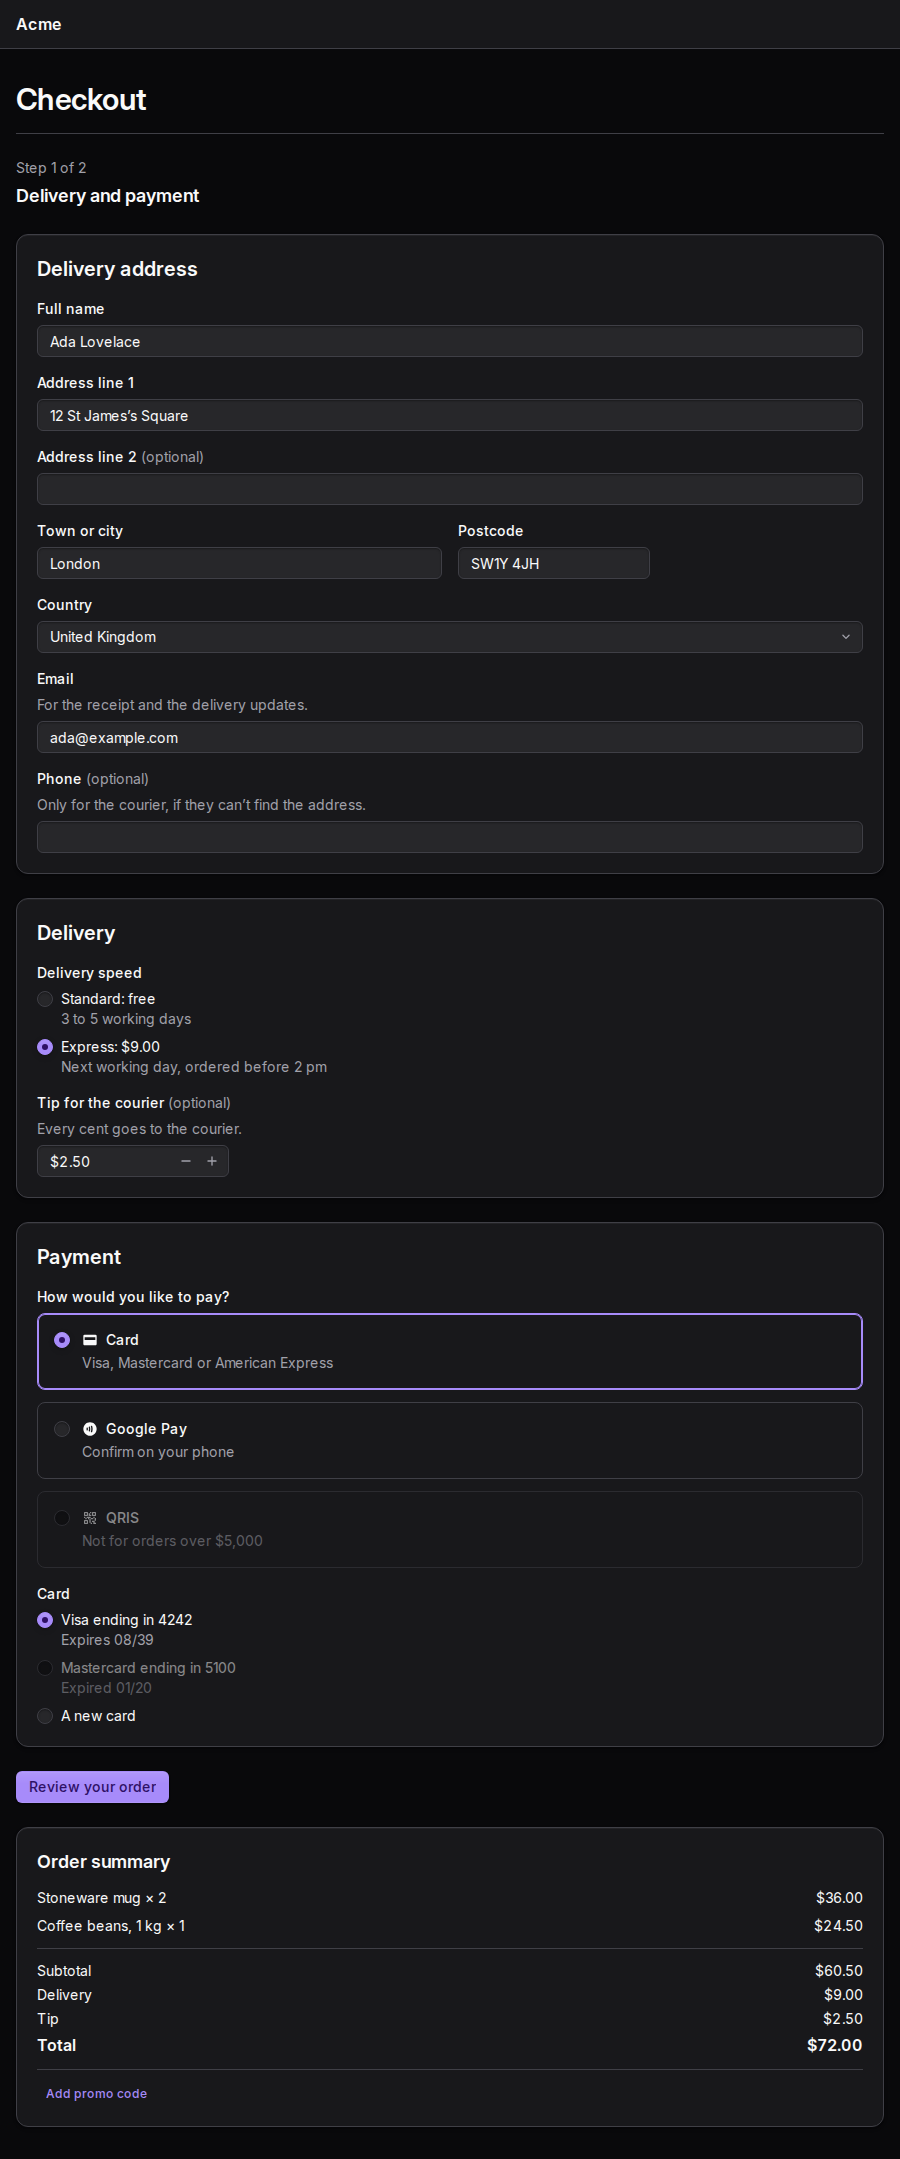 Acme
Checkout
Step 1 of 2
Delivery and payment
Delivery address
Full name
Ada Lovelace
Address line 1
12 St James’s Square
Address line 2 (optional)
Town or city
Postcode
London
SW1Y 4JH
Country
United Kingdom
Email
For the receipt and the delivery updates.
ada@example.com
Phone (optional)
Only for the courier, if they can’t find the address.
Delivery
Delivery speed
Standard: free
3 to 5 working days
Express: $9.00
Next working day, ordered before 2 pm
Tip for the courier (optional)
Every cent goes to the courier.
$2.50
Payment
How would you like to pay?
Card
Visa, Mastercard or American Express
Google Pay
Confirm on your phone
QRIS
Not for orders over $5,000
Card
Visa ending in 4242
Expires 08/39
Mastercard ending in 5100
Expired 01/20
A new card
Review your order
Order summary
Stoneware mug × 2 $36.00
Coffee beans, 1 kg × 1 $24.50
Subtotal $60.50
Delivery $9.00
Tip $2.50
Total $72.00
Add promo code